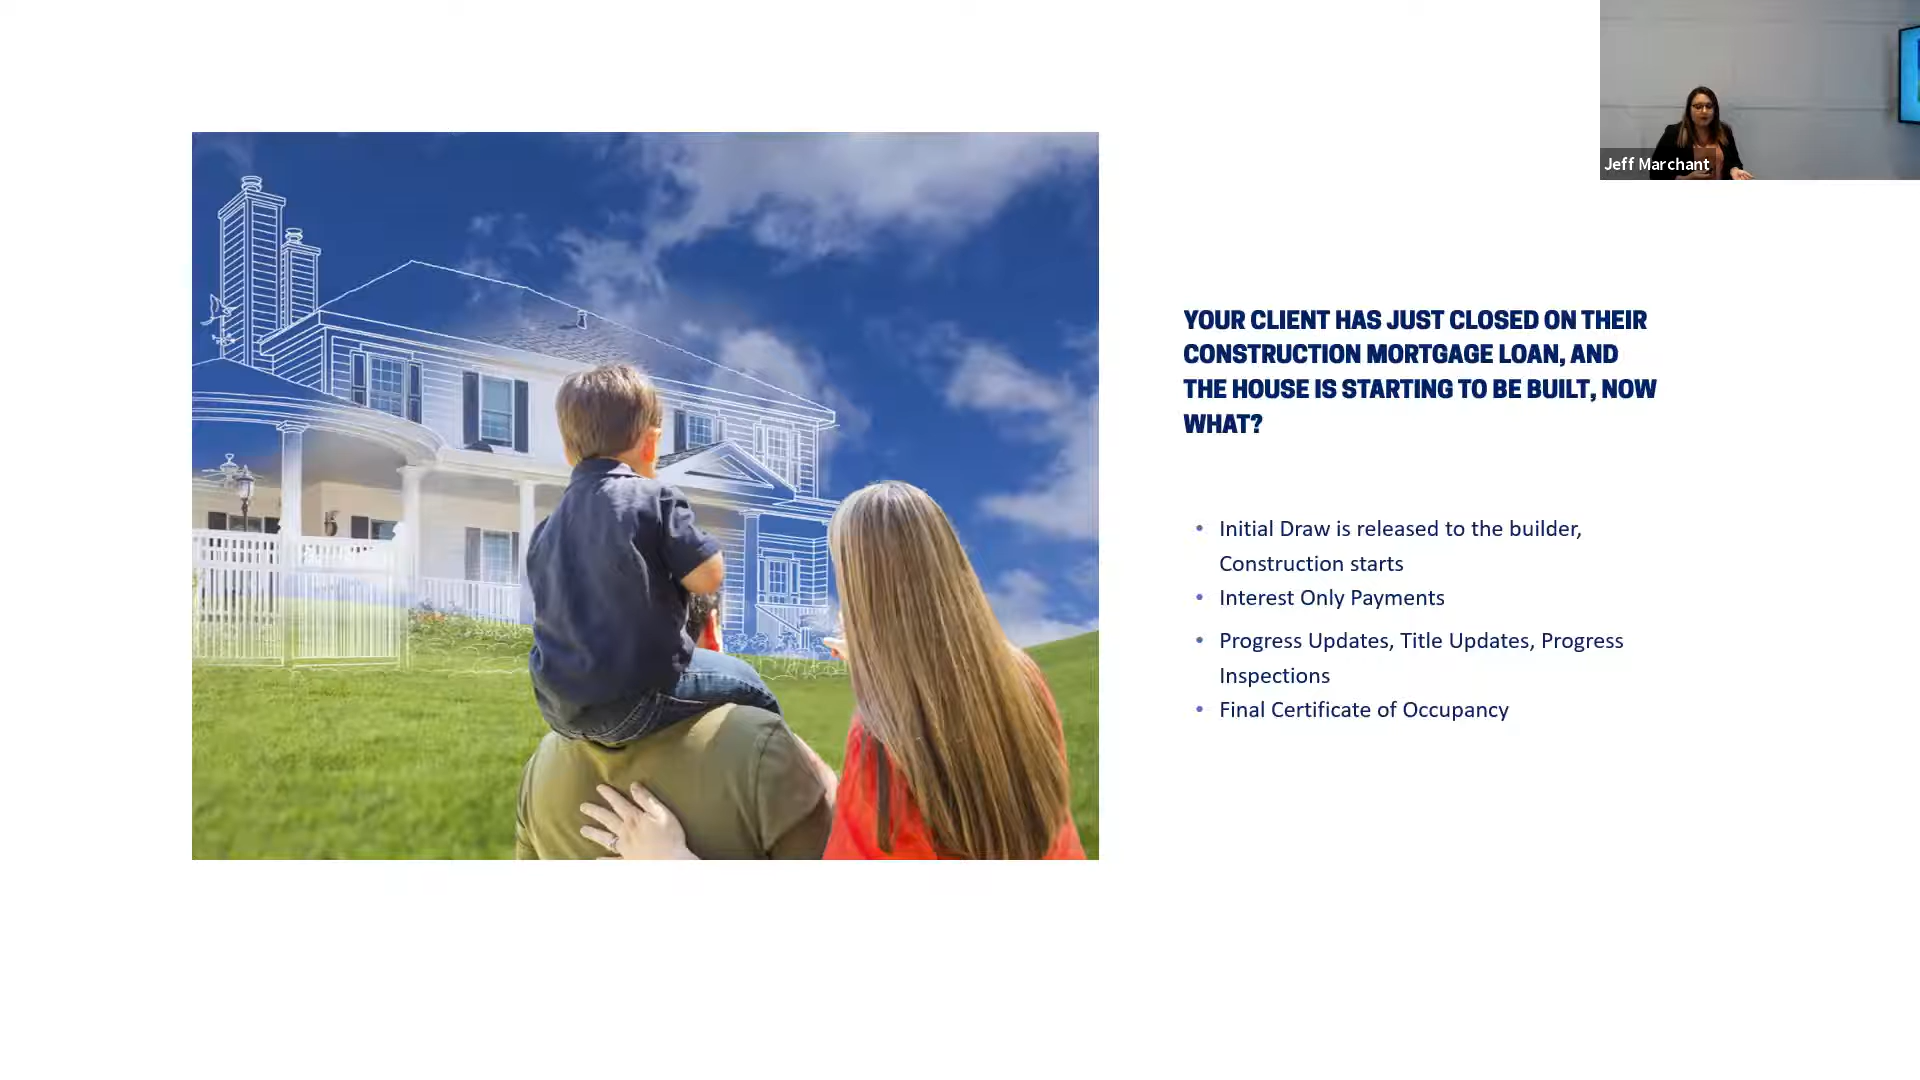 Jeff Marchant
YOUR CLIENT HAS JUST CLOSED ON THEIR
CONSTRUCTION MORTGAGE LOAN, AND
THE HOUSE IS STARTING TO BE BUILT, NOW
WHAT?
• Initial Draw is released to the builder,
Construction starts
• Interest Only Payments
• Progress Updates, Title Updates, Progress
Inspections
• Final Certificate of Occupancy